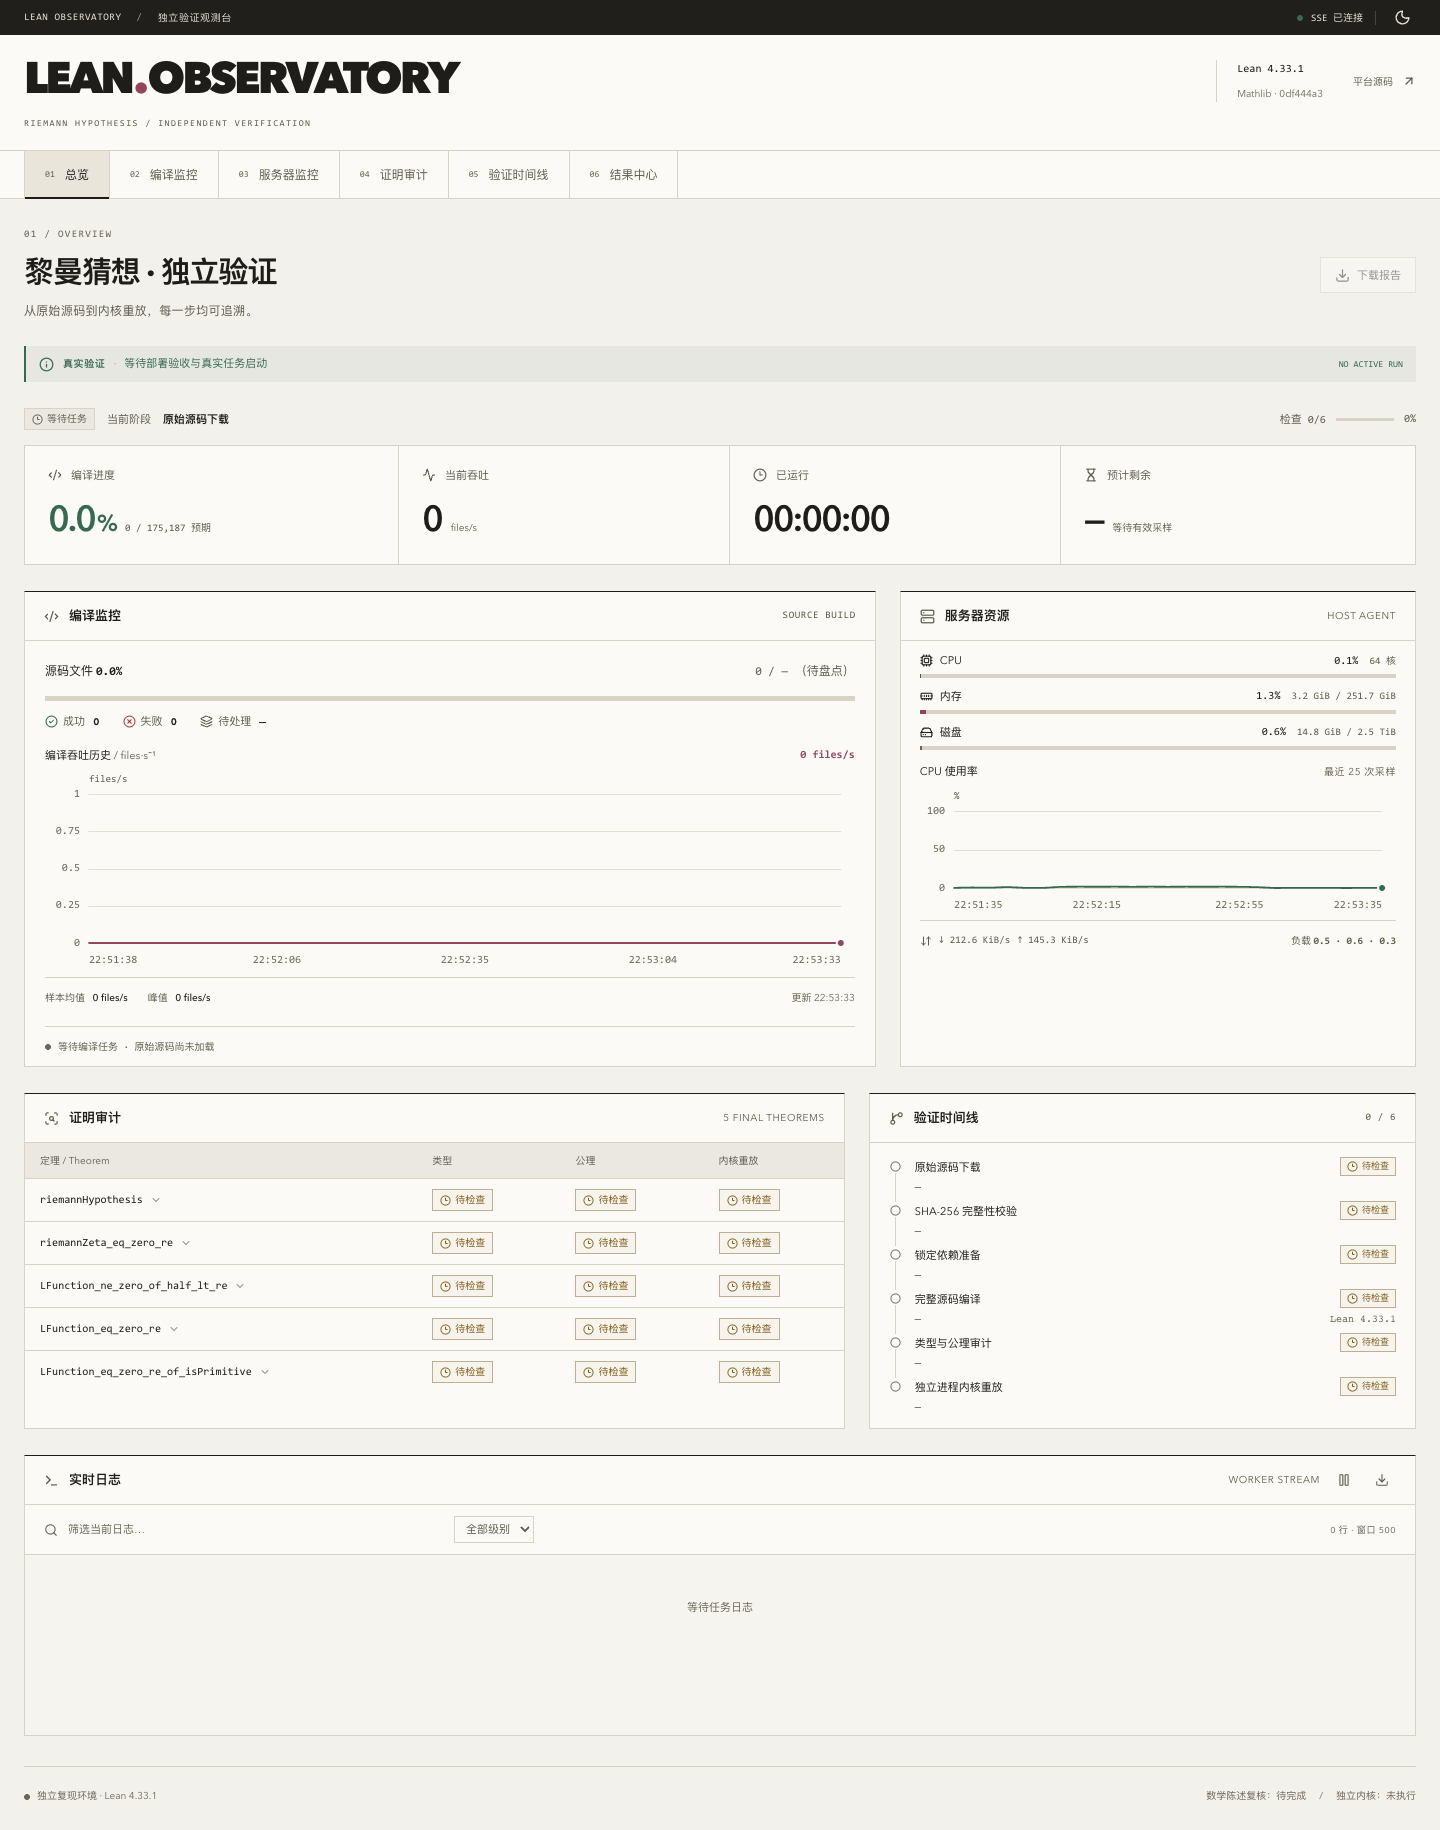 LEAN OBSERVATORY / 独立验证观测台
SSE 已连接
LEAN.OBSERVATORY
RIEMANN HYPOTHESIS / INDEPENDENT VERIFICATION
Lean 4.33.1
Mathlib · 0df444a3
平台源码
01 总览
02 编译监控
03 服务器监控
04 证明审计
05 验证时间线
06 结果中心
01 / OVERVIEW
黎曼猜想 · 独立验证
从原始源码到内核重放，每一步均可追溯。
下载报告
真实验证 · 等待部署验收与真实任务启动
NO ACTIVE RUN
等待任务 当前阶段 原始源码下载
检查 0/6 0%
编译进度
0.0% 0 / 175,187 预期
当前吞吐
0 files/s
已运行
00:00:00
预计剩余
— 等待有效采样
编译监控
SOURCE BUILD
源码文件 0.0%
0 / — （待盘点）
成功 0 失败 0 待处理 —
编译吞吐历史 / files·s⁻¹
0 files/s
files/s
1
0.75
0.5
0.25
0
22:51:38 22:52:06 22:52:35 22:53:04 22:53:33
样本均值 0 files/s 峰值 0 files/s
更新 22:53:33
等待编译任务 · 原始源码尚未加载
服务器资源
HOST AGENT
CPU 0.1% 64 核
内存 1.3% 3.2 GiB / 251.7 GiB
磁盘 0.6% 14.8 GiB / 2.5 TiB
CPU 使用率
最近 25 次采样
%
100
50
0
22:51:35 22:52:15 22:52:55 22:53:35
↓ 212.6 KiB/s ↑ 145.3 KiB/s
负载 0.5 · 0.6 · 0.3
证明审计
5 FINAL THEOREMS
定理 / Theorem 类型 公理 内核重放
riemannHypothesis 待检查 待检查 待检查
riemannZeta_eq_zero_re 待检查 待检查 待检查
LFunction_ne_zero_of_half_lt_re 待检查 待检查 待检查
LFunction_eq_zero_re 待检查 待检查 待检查
LFunction_eq_zero_re_of_isPrimitive 待检查 待检查 待检查
验证时间线
0 / 6
原始源码下载 待检查
—
SHA-256 完整性校验 待检查
—
锁定依赖准备 待检查
—
完整源码编译 待检查
— Lean 4.33.1
类型与公理审计 待检查
—
独立进程内核重放 待检查
—
实时日志
WORKER STREAM
筛选当前日志...
全部级别
0 行 · 窗口 500
等待任务日志
独立复现环境 · Lean 4.33.1
数学陈述复核：待完成 / 独立内核：未执行